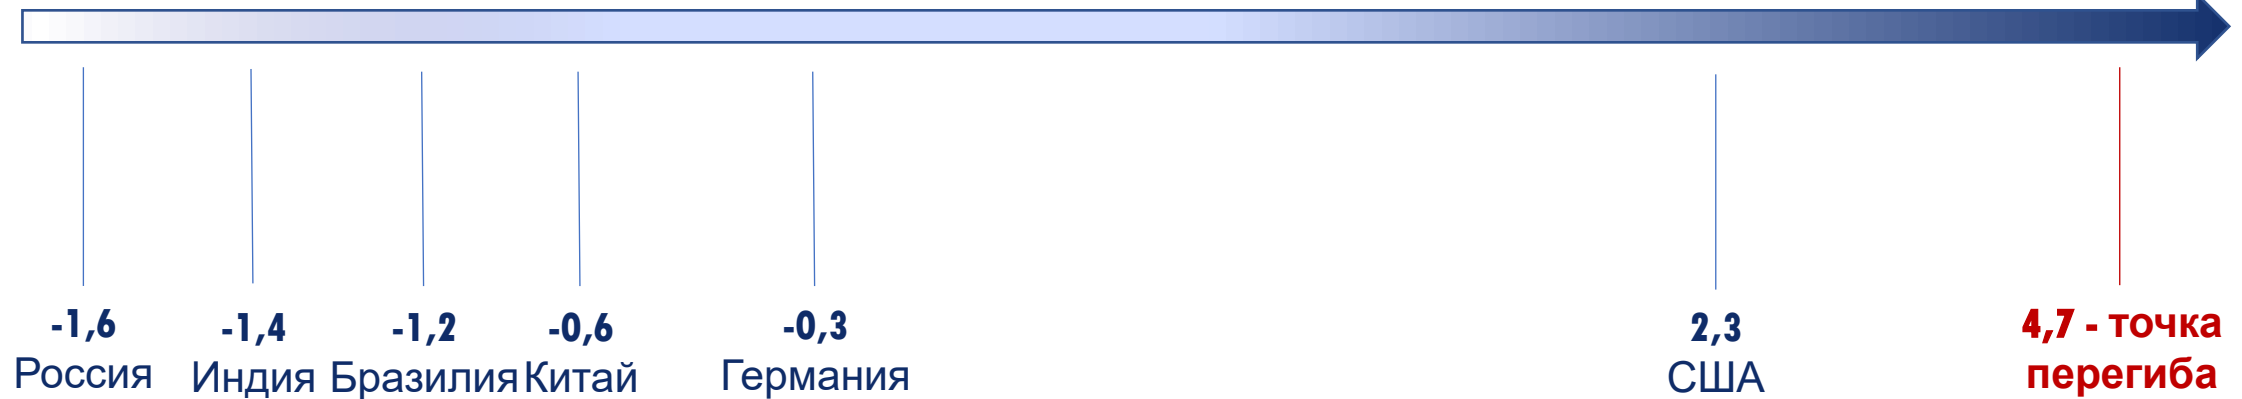 -1,6
Россия
-1,4
Индия
-1,2
Бразилия
-0,6
Китай
-0,3
Германия
2,3
США
4,7 - точка
перегиба